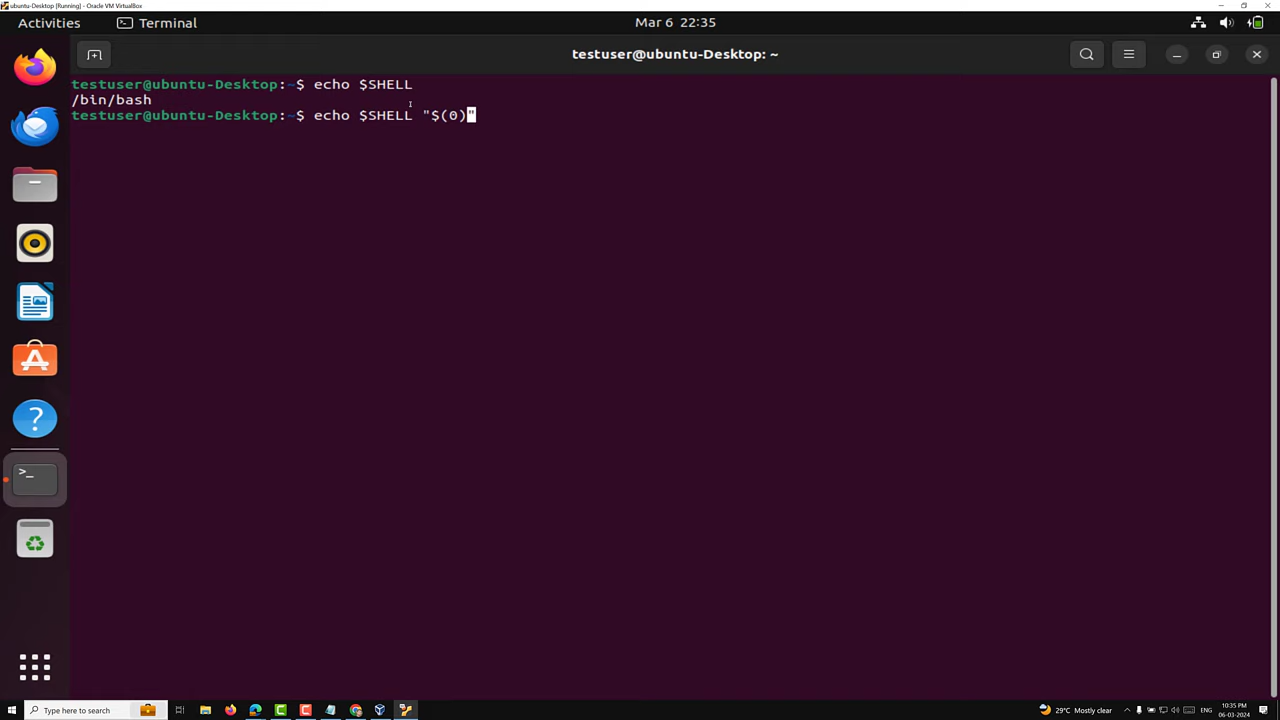 ubuntu-Desktop [Running] - Oracle VM VirtualBox
Activities
Terminal
Mar 6 22:35
testuser@ubuntu-Desktop: ~
testuser@ubuntu-Desktop:~$ echo $SHELL
/bin/bash
testuser@ubuntu-Desktop:~$ echo $SHELL "$(0)"
Type here to search
29°C Mostly clear
ENG
10:35 PM
06-03-2024